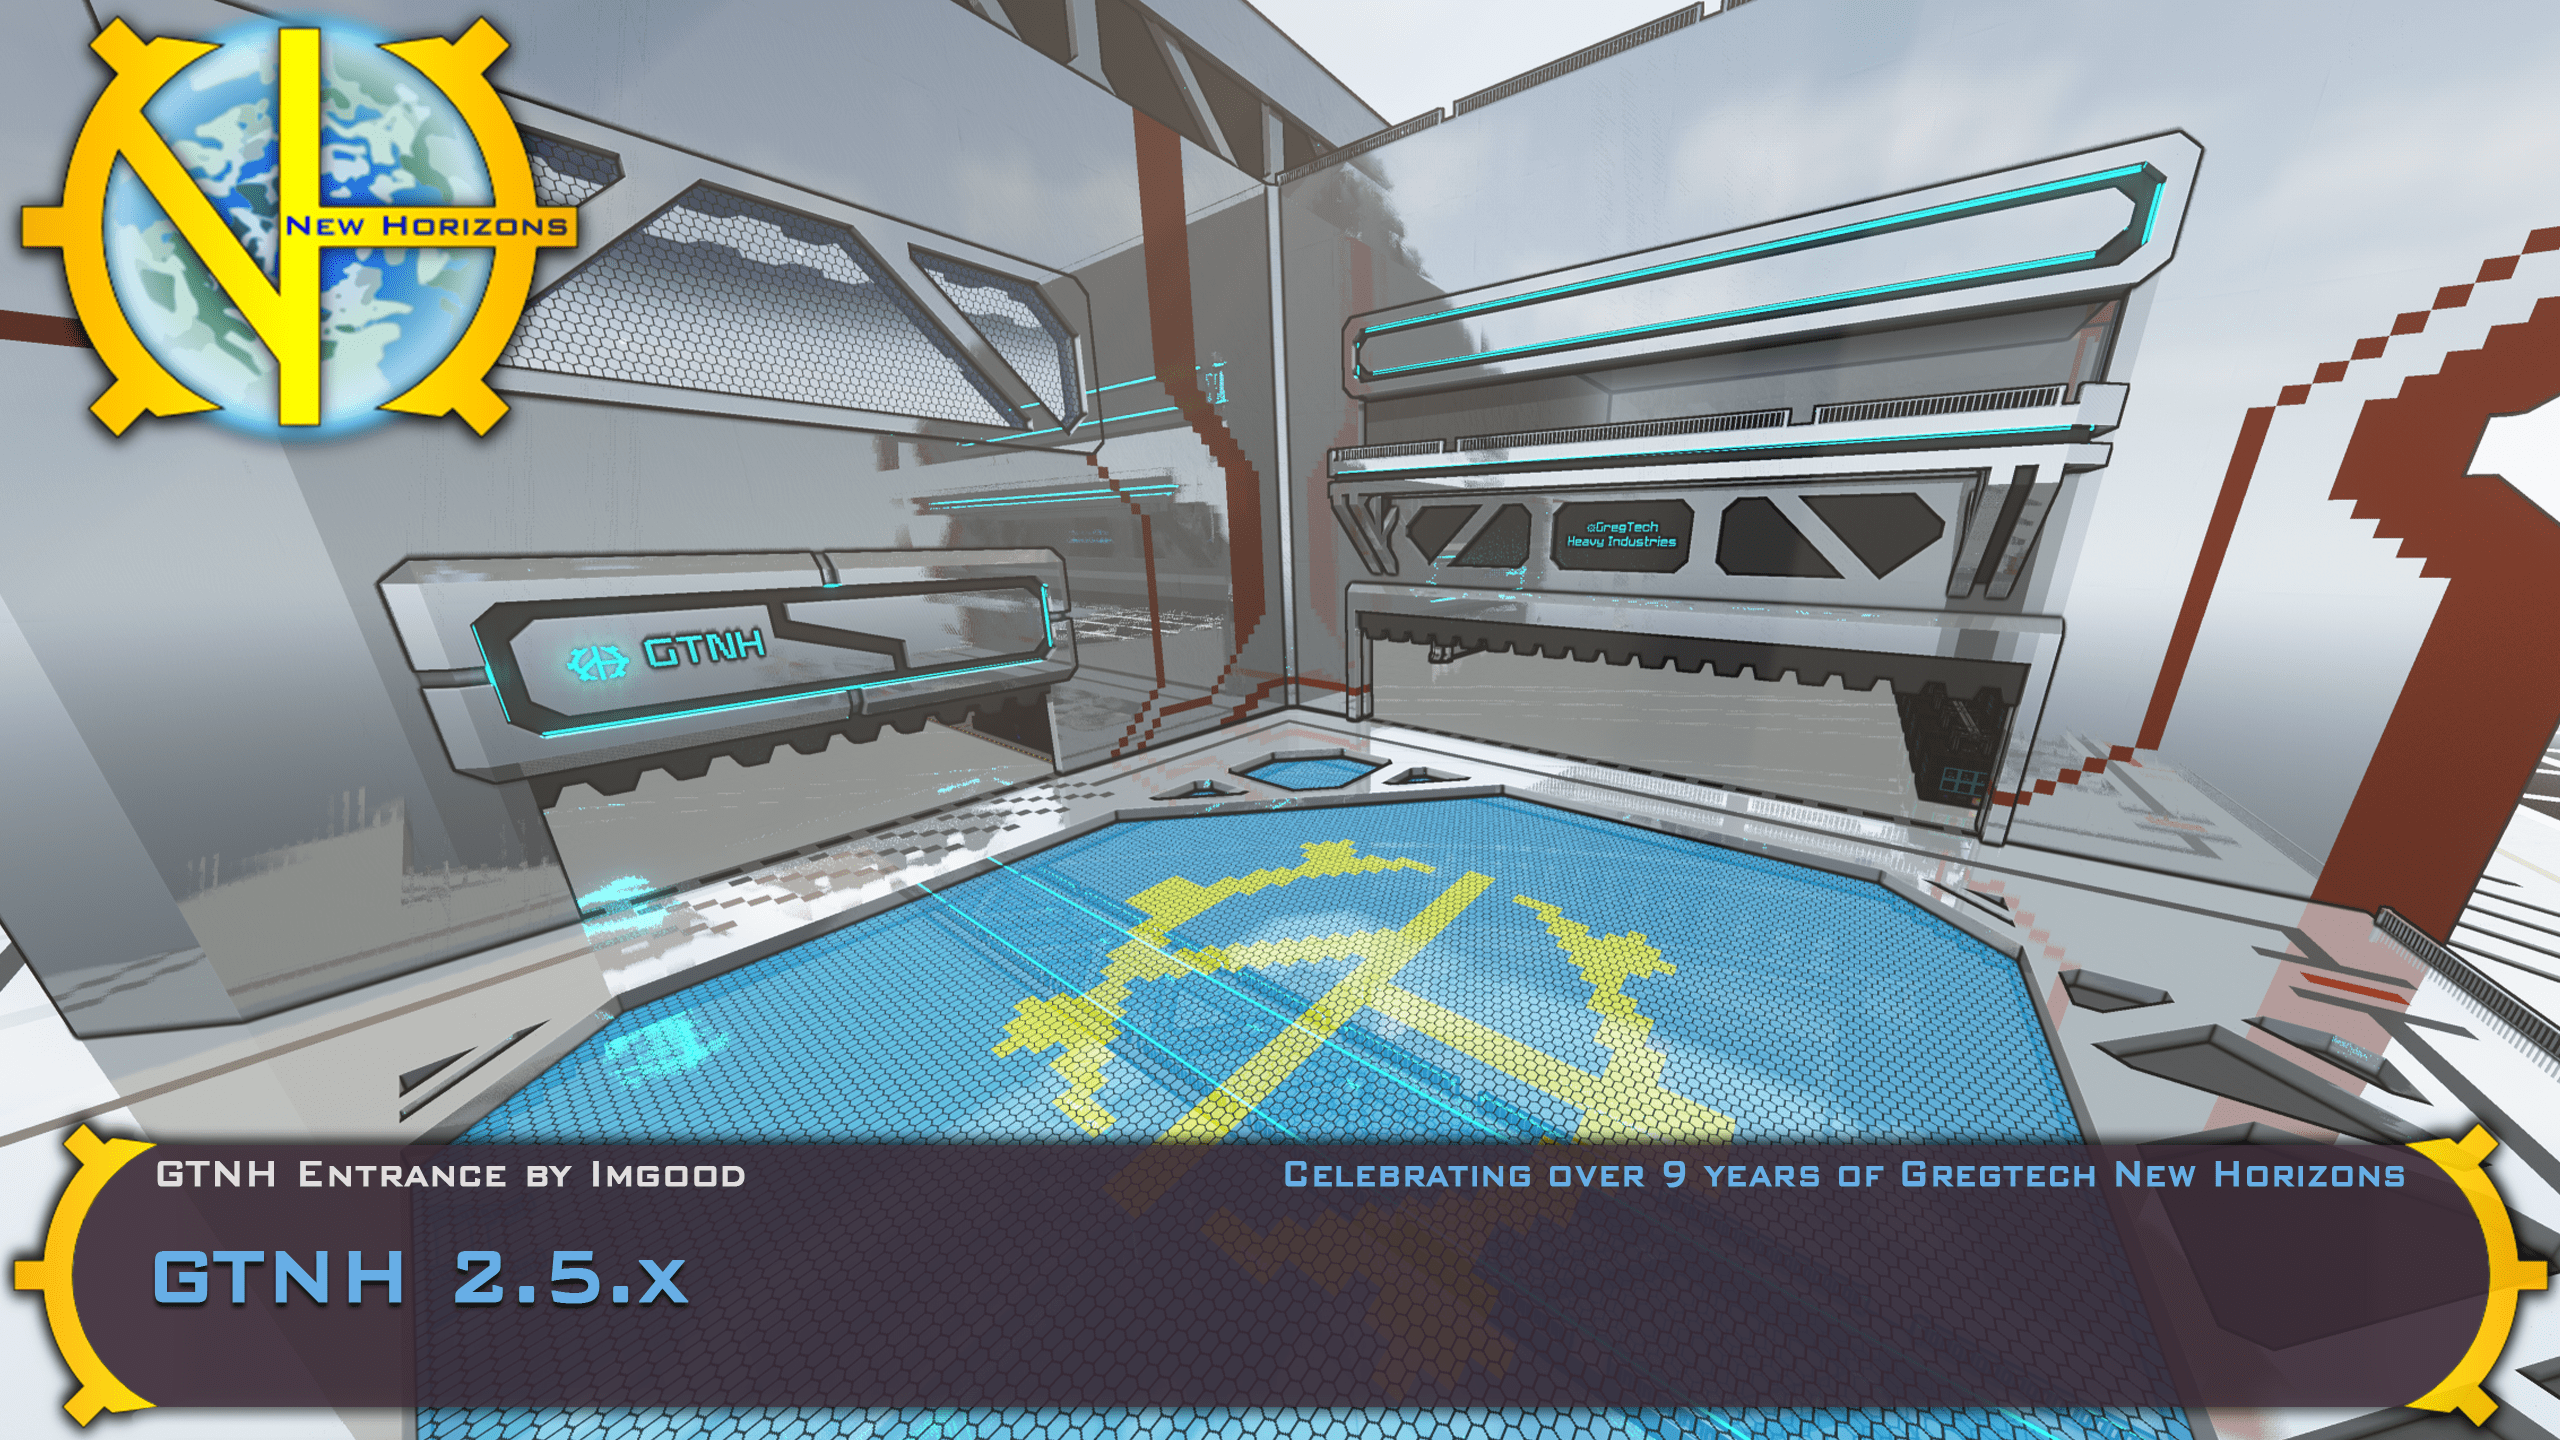 New Horizons
GregTech
Heavy Industries
GTNH
GTNH Entrance by Imgood
Celebrating over 9 years of Gregtech New Horizons
GTNH 2.5.x